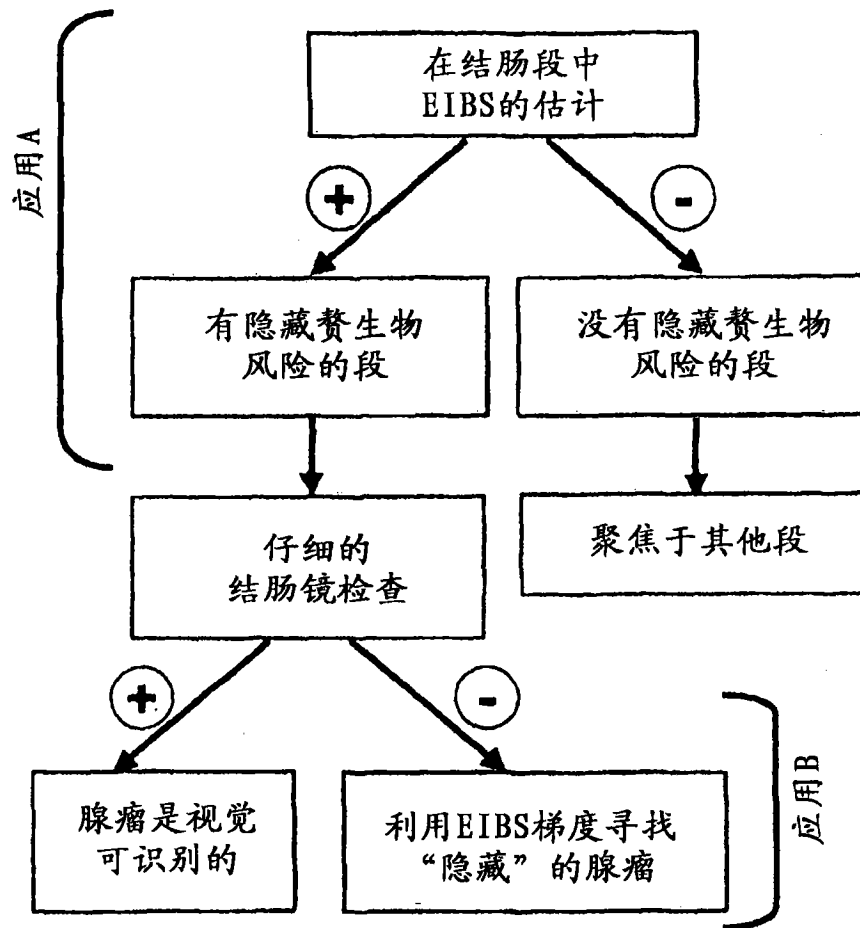 应用A
在结肠段中
EIBS的估计
+
-
有隐藏赘生物
风险的段
没有隐藏赘生物
风险的段
仔细的
结肠镜检查
聚焦于其他段
+
-
腺瘤是视觉
可识别的
利用EIBS梯度寻找
“隐藏”的腺瘤
应用B